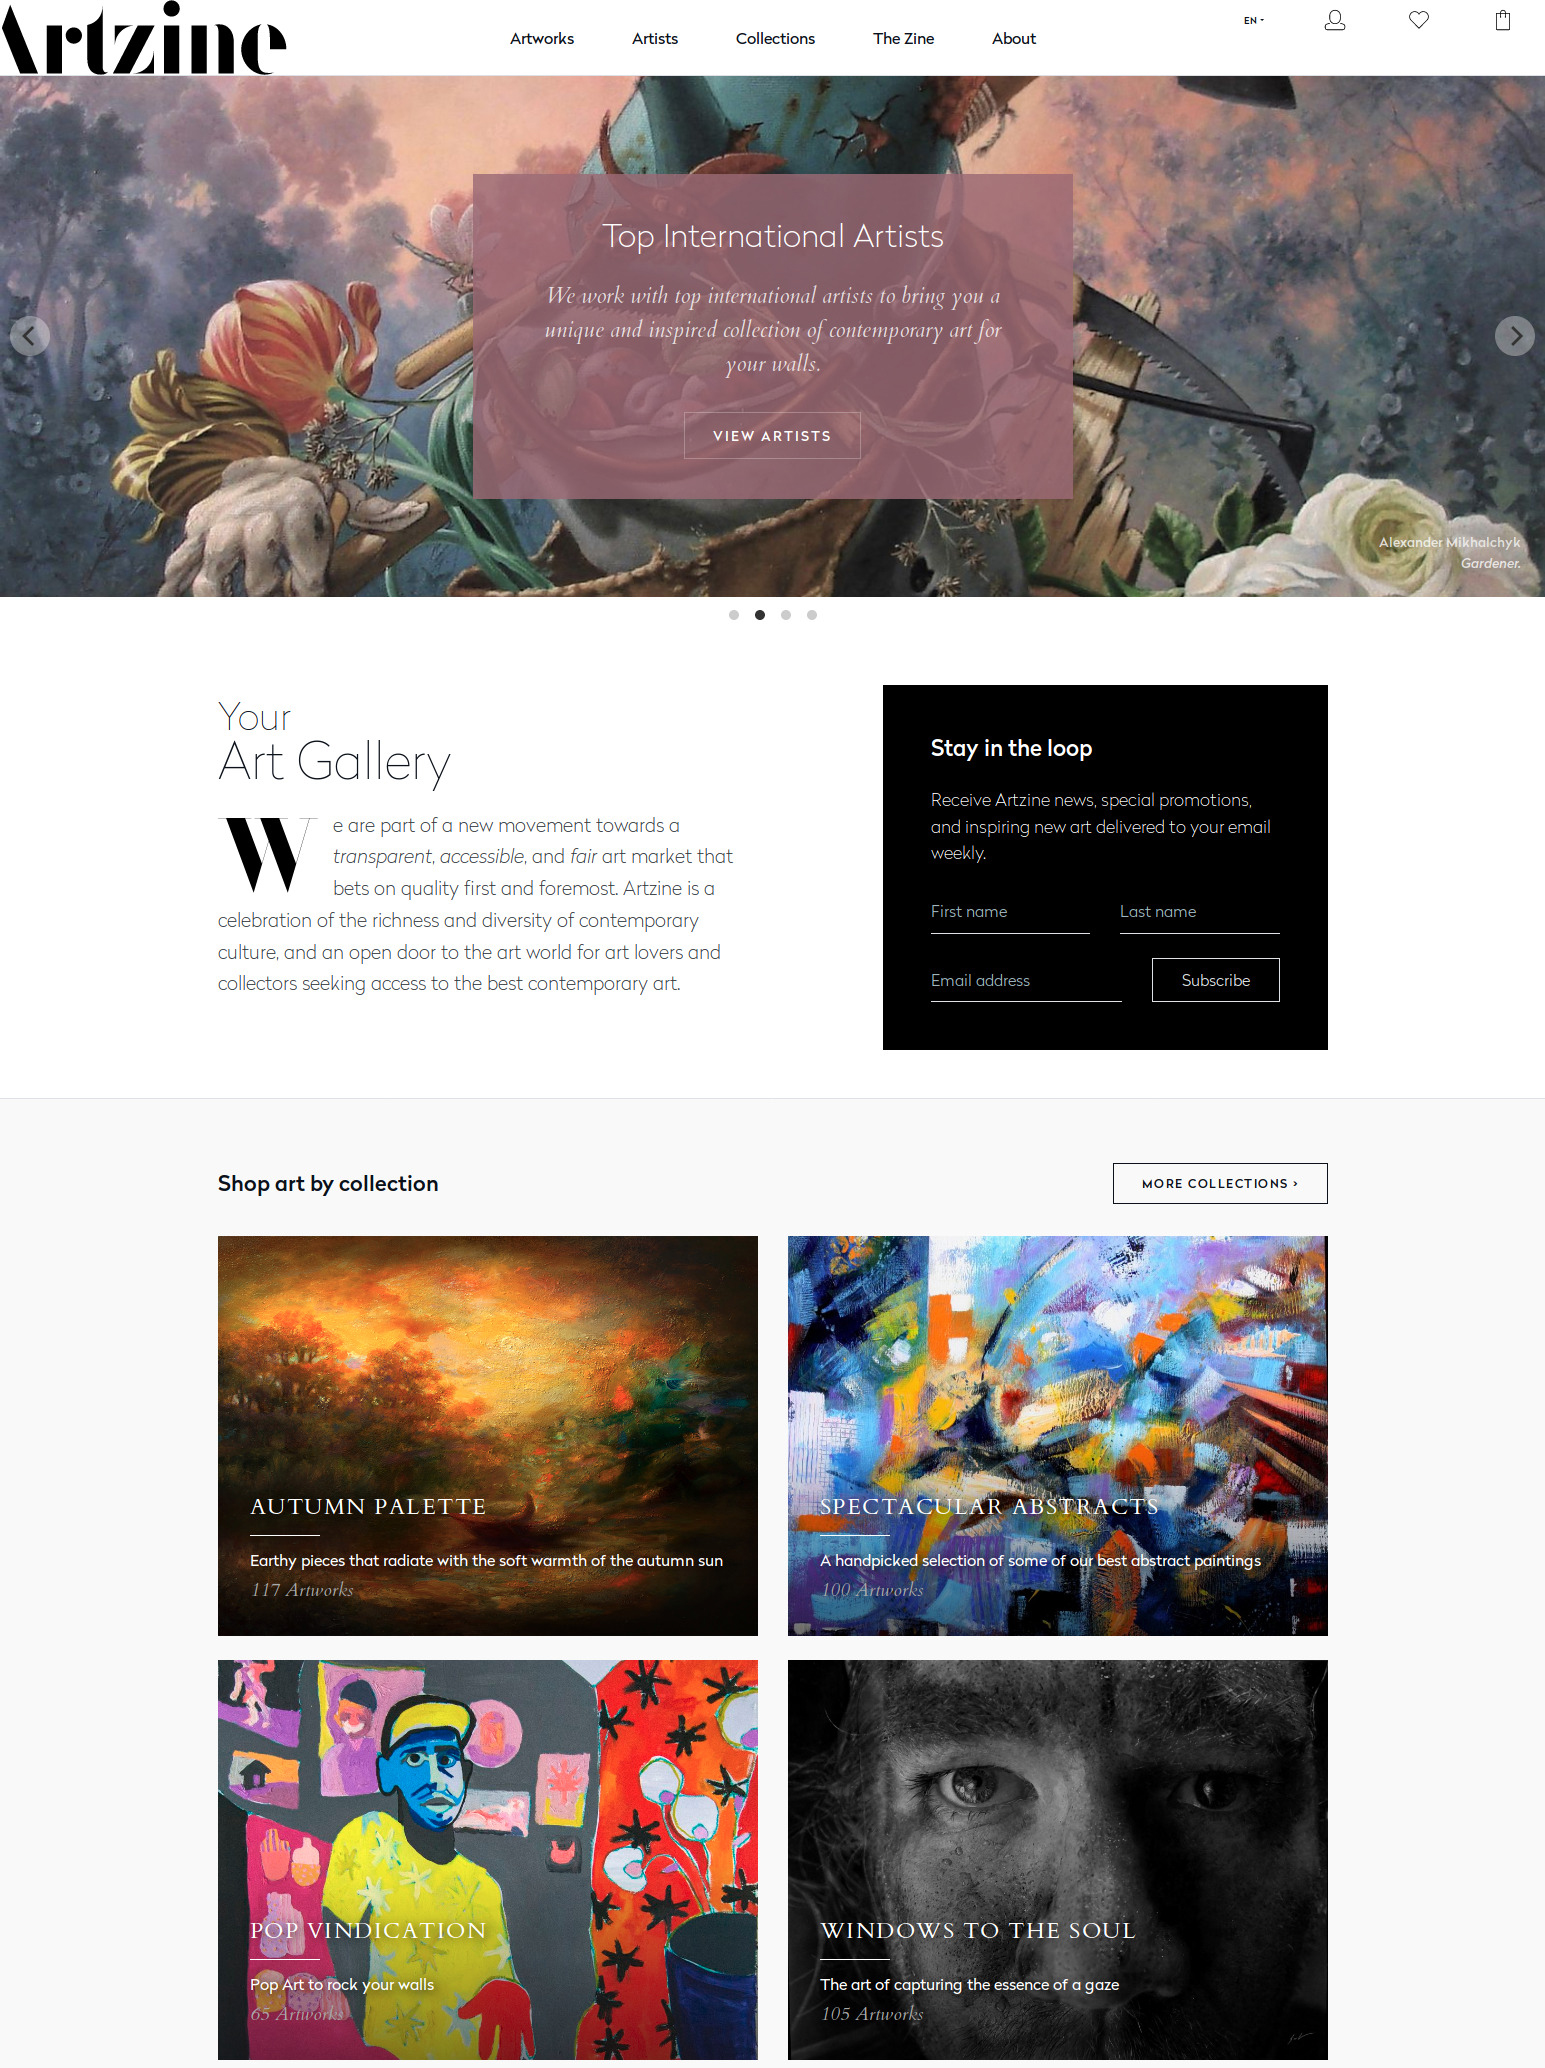 Artzine
Artworks
Artists
Collections
The Zine
About
EN
Top International Artists
We work with top international artists to bring you a
unique and inspired collection of contemporary art for
your walls.
VIEW ARTISTS
Alexander Mikhalchyk
Gardener.
Your
Art Gallery
We are part of a new movement towards a
transparent, accessible, and fair art market that
bets on quality first and foremost. Artzine is a
celebration of the richness and diversity of contemporary
culture, and an open door to the art world for art lovers and
collectors seeking access to the best contemporary art.
Stay in the loop
Receive Artzine news, special promotions,
and inspiring new art delivered to your email
weekly.
First name
Last name
Email address
Subscribe
Shop art by collection
MORE COLLECTIONS ›
AUTUMN PALETTE
Earthy pieces that radiate with the soft warmth of the autumn sun
117 Artworks
SPECTACULAR ABSTRACTS
A handpicked selection of some of our best abstract paintings
100 Artworks
POP VINDICATION
Pop Art to rock your walls
65 Artworks
WINDOWS TO THE SOUL
The art of capturing the essence of a gaze
105 Artworks